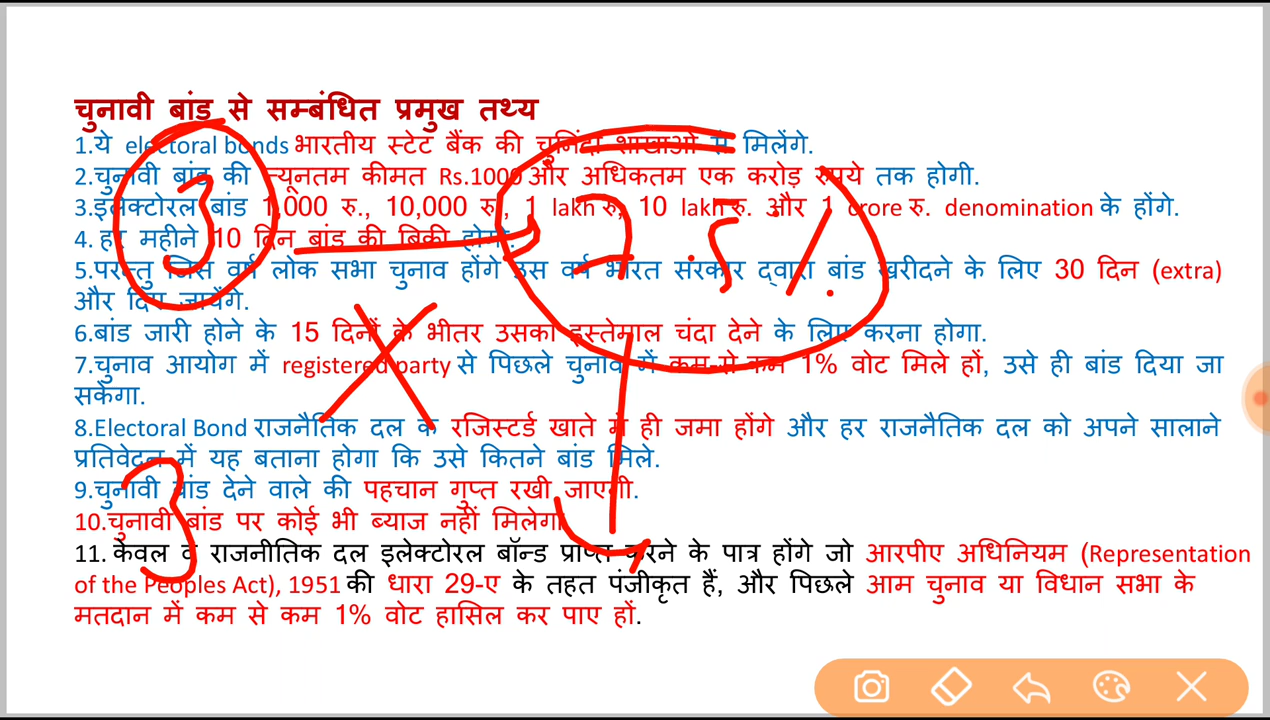 चुनावी बांड से सम्बंधित प्रमुख तथ्य
1.ये electoral bonds भारतीय स्टेट बैंक की चुनिंदा शाखाओं से मिलेंगे.
2.चुनावी बांड की न्यूनतम कीमत Rs.1000 और अधिकतम एक करोड़ रुपये तक होगी.
3.इलेक्टोरल बांड 1,000 रु., 10,000 रु., 1 lakh रु, 10 lakh रु. और 1 crore रु. denomination के होंगे.
4. हर महीने 10 दिन बांड की बिक्री होगी.
5.परन्तु जिस वर्ष लोक सभा चुनाव होंगे उस वर्ष भारत सरकार द्वारा बांड खरीदने के लिए 30 दिन (extra)
और दिए जायेंगे.
6.बांड जारी होने के 15 दिनों के भीतर उसका इस्तेमाल चंदा देने के लिए करना होगा.
7.चुनाव आयोग में registered party से पिछले चुनाव में कम-से-कम 1% वोट मिले हों, उसे ही बांड दिया जा
सकेगा.
8.Electoral Bond राजनैतिक दल के रजिस्टर्ड खाते में ही जमा होंगे और हर राजनैतिक दल को अपने सालाने
प्रतिवेदन में यह बताना होगा कि उसे कितने बांड मिले.
9.चुनावी बांड देने वाले की पहचान गुप्त रखी जाएगी.
10.चुनावी बांड पर कोई भी ब्याज नहीं मिलेगा.
11. केवल वे राजनीतिक दल इलेक्टोरल बॉन्ड प्राप्त करने के पात्र होंगे जो आरपीए अधिनियम (Representation
of the Peoples Act), 1951 की धारा 29-ए के तहत पंजीकृत हैं, और पिछले आम चुनाव या विधान सभा के
मतदान में कम से कम 1% वोट हासिल कर पाए हों.
3
7.5%
3